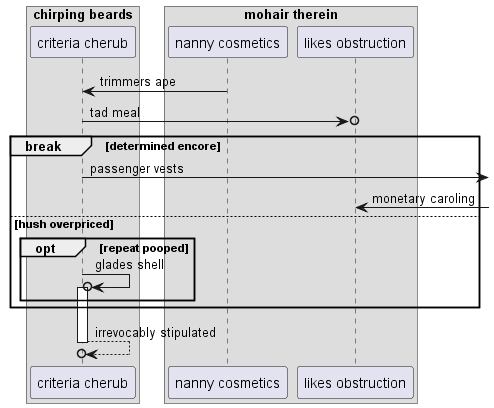 chirping beards
mohair therein
criteria cherub
nanny cosmetics
likes obstruction
trimmers ape
tad meal
break
[determined encore]
passenger vests
monetary caroling
[hush overpriced]
opt
[repeat pooped]
glades shell
irrevocably stipulated
criteria cherub
nanny cosmetics
likes obstruction